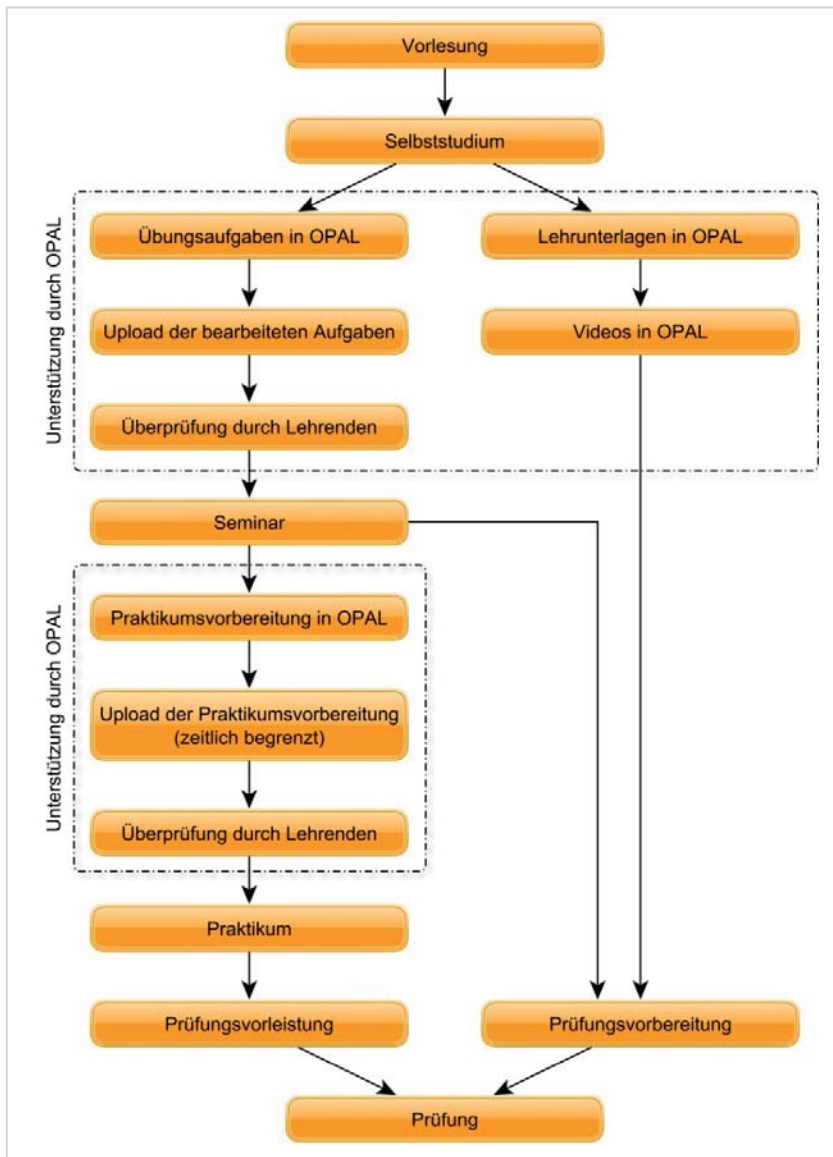 Vorlesung
Selbststudium
Unterstützung durch OPAL
Übungsaufgaben in OPAL
Lehrunterlagen in OPAL
Upload der bearbeiteten Aufgaben
Videos in OPAL
Überprüfung durch Lehrenden
Seminar
Unterstützung durch OPAL
Praktikumsvorbereitung in OPAL
Upload der Praktikumsvorbereitung
(zeitlich begrenzt)
Überprüfung durch Lehrenden
Praktikum
Prüfungsvorleistung
Prüfungsvorbereitung
Prüfung